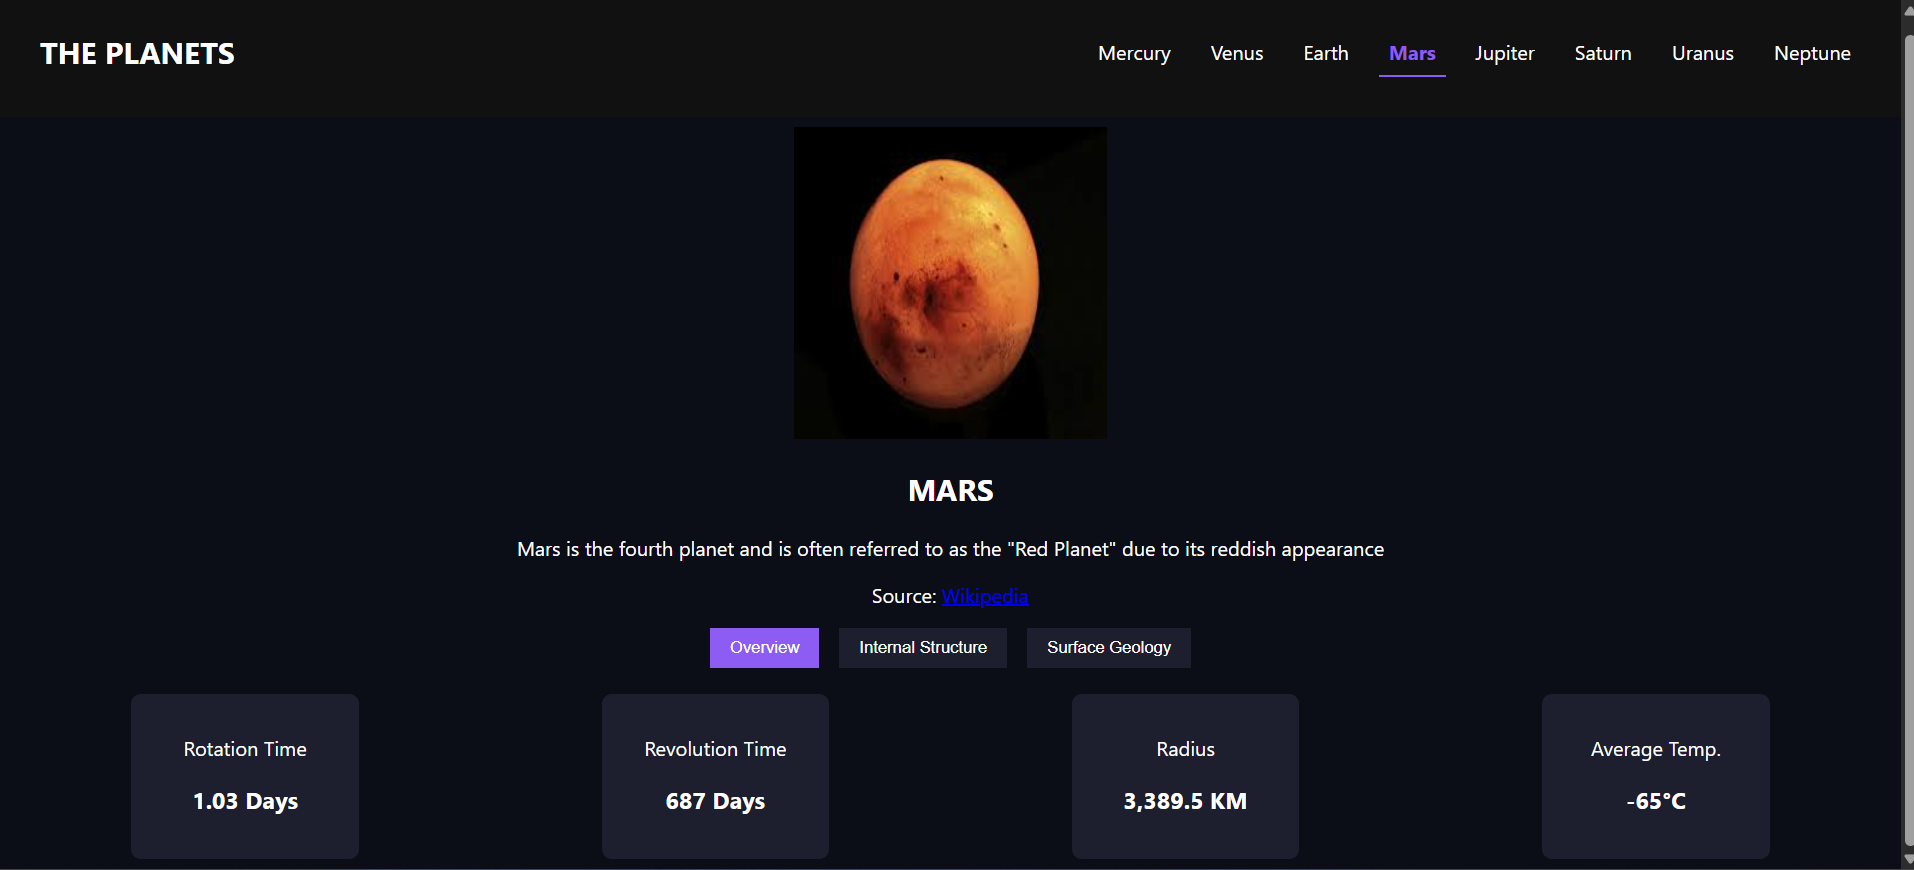 THE PLANETS
Mercury Venus Earth Mars Jupiter Saturn Uranus Neptune
MARS
Mars is the fourth planet and is often referred to as the "Red Planet" due to its reddish appearance
Source: Wikipedia
Overview Internal Structure Surface Geology
Rotation Time Revolution Time Radius Average Temp.
1.03 Days 687 Days 3,389.5 KM -65°C